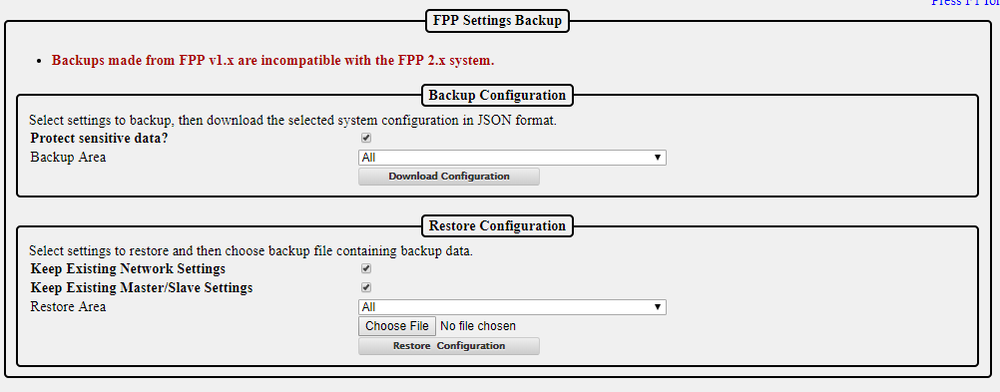 Press F1 for
FPP Settings Backup
Backups made from FPP v1.x are incompatible with the FPP 2.x system.
Backup Configuration
Select settings to backup, then download the selected system configuration in JSON format.
Protect sensitive data?
Backup Area All
Download Configuration
Restore Configuration
Select settings to restore and then choose backup file containing backup data.
Keep Existing Network Settings
Keep Existing Master/Slave Settings
Restore Area All
Choose File No file chosen
Restore Configuration